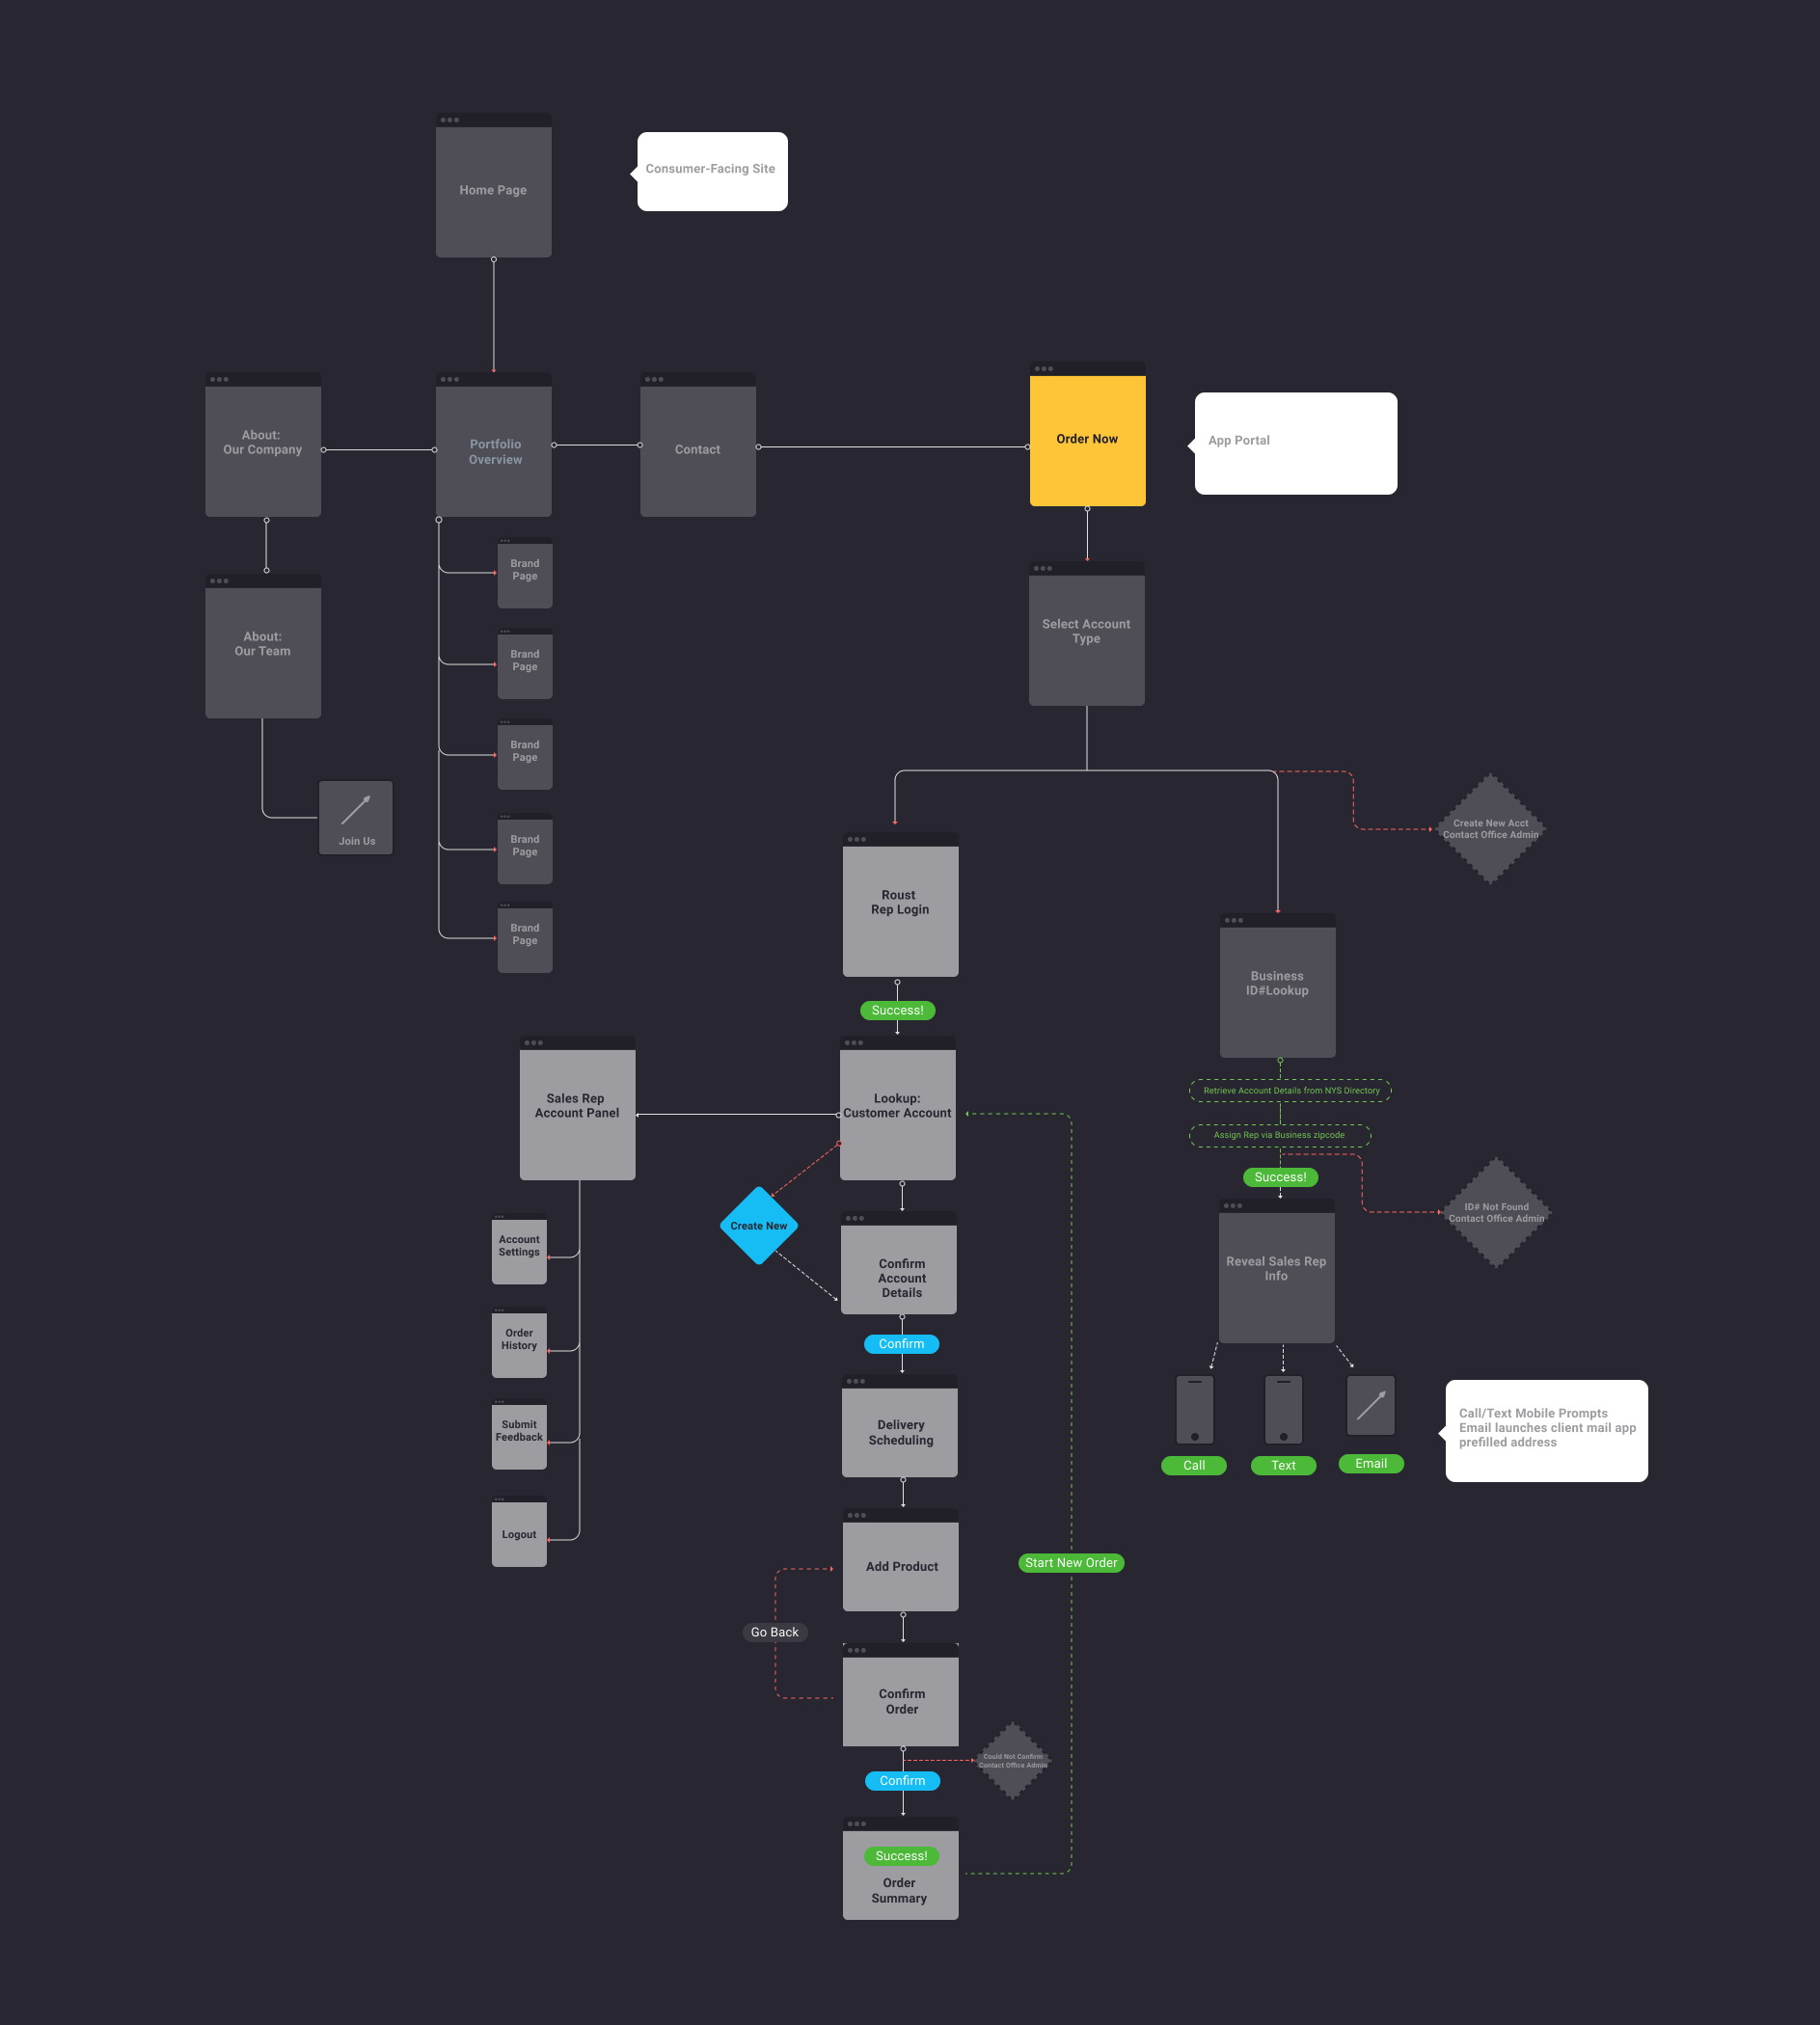 Home Page
Consumer-Facing Site
About:
Our Company
Portfolio
Overview
Contact
Order Now
App Portal
Brand
Page
About:
Our Team
Select Account
Type
Brand
Page
Brand
Page
Join Us
Brand
Page
Create New Acct
Contact Office Admin
Roust
Rep Login
Brand
Page
Business
ID#Lookup
Success!
Sales Rep
Account Panel
Lookup:
Customer Account
Retrieve Account Details from NYS Directory
Assign Rep via Business zipcode
Success!
ID# Not Found
Contact Office Admin
Create New
Account
Settings
Confirm
Account
Details
Reveal Sales Rep
Info
Order
History
Confirm
Submit
Feedback
Delivery
Scheduling
Call/Text Mobile Prompts
Email launches client mail app
prefilled address
Call
Text
Email
Logout
Add Product
Start New Order
Go Back
Confirm
Order
Could Not Confirm
Contact Office Admin
Confirm
Success!
Order
Summary